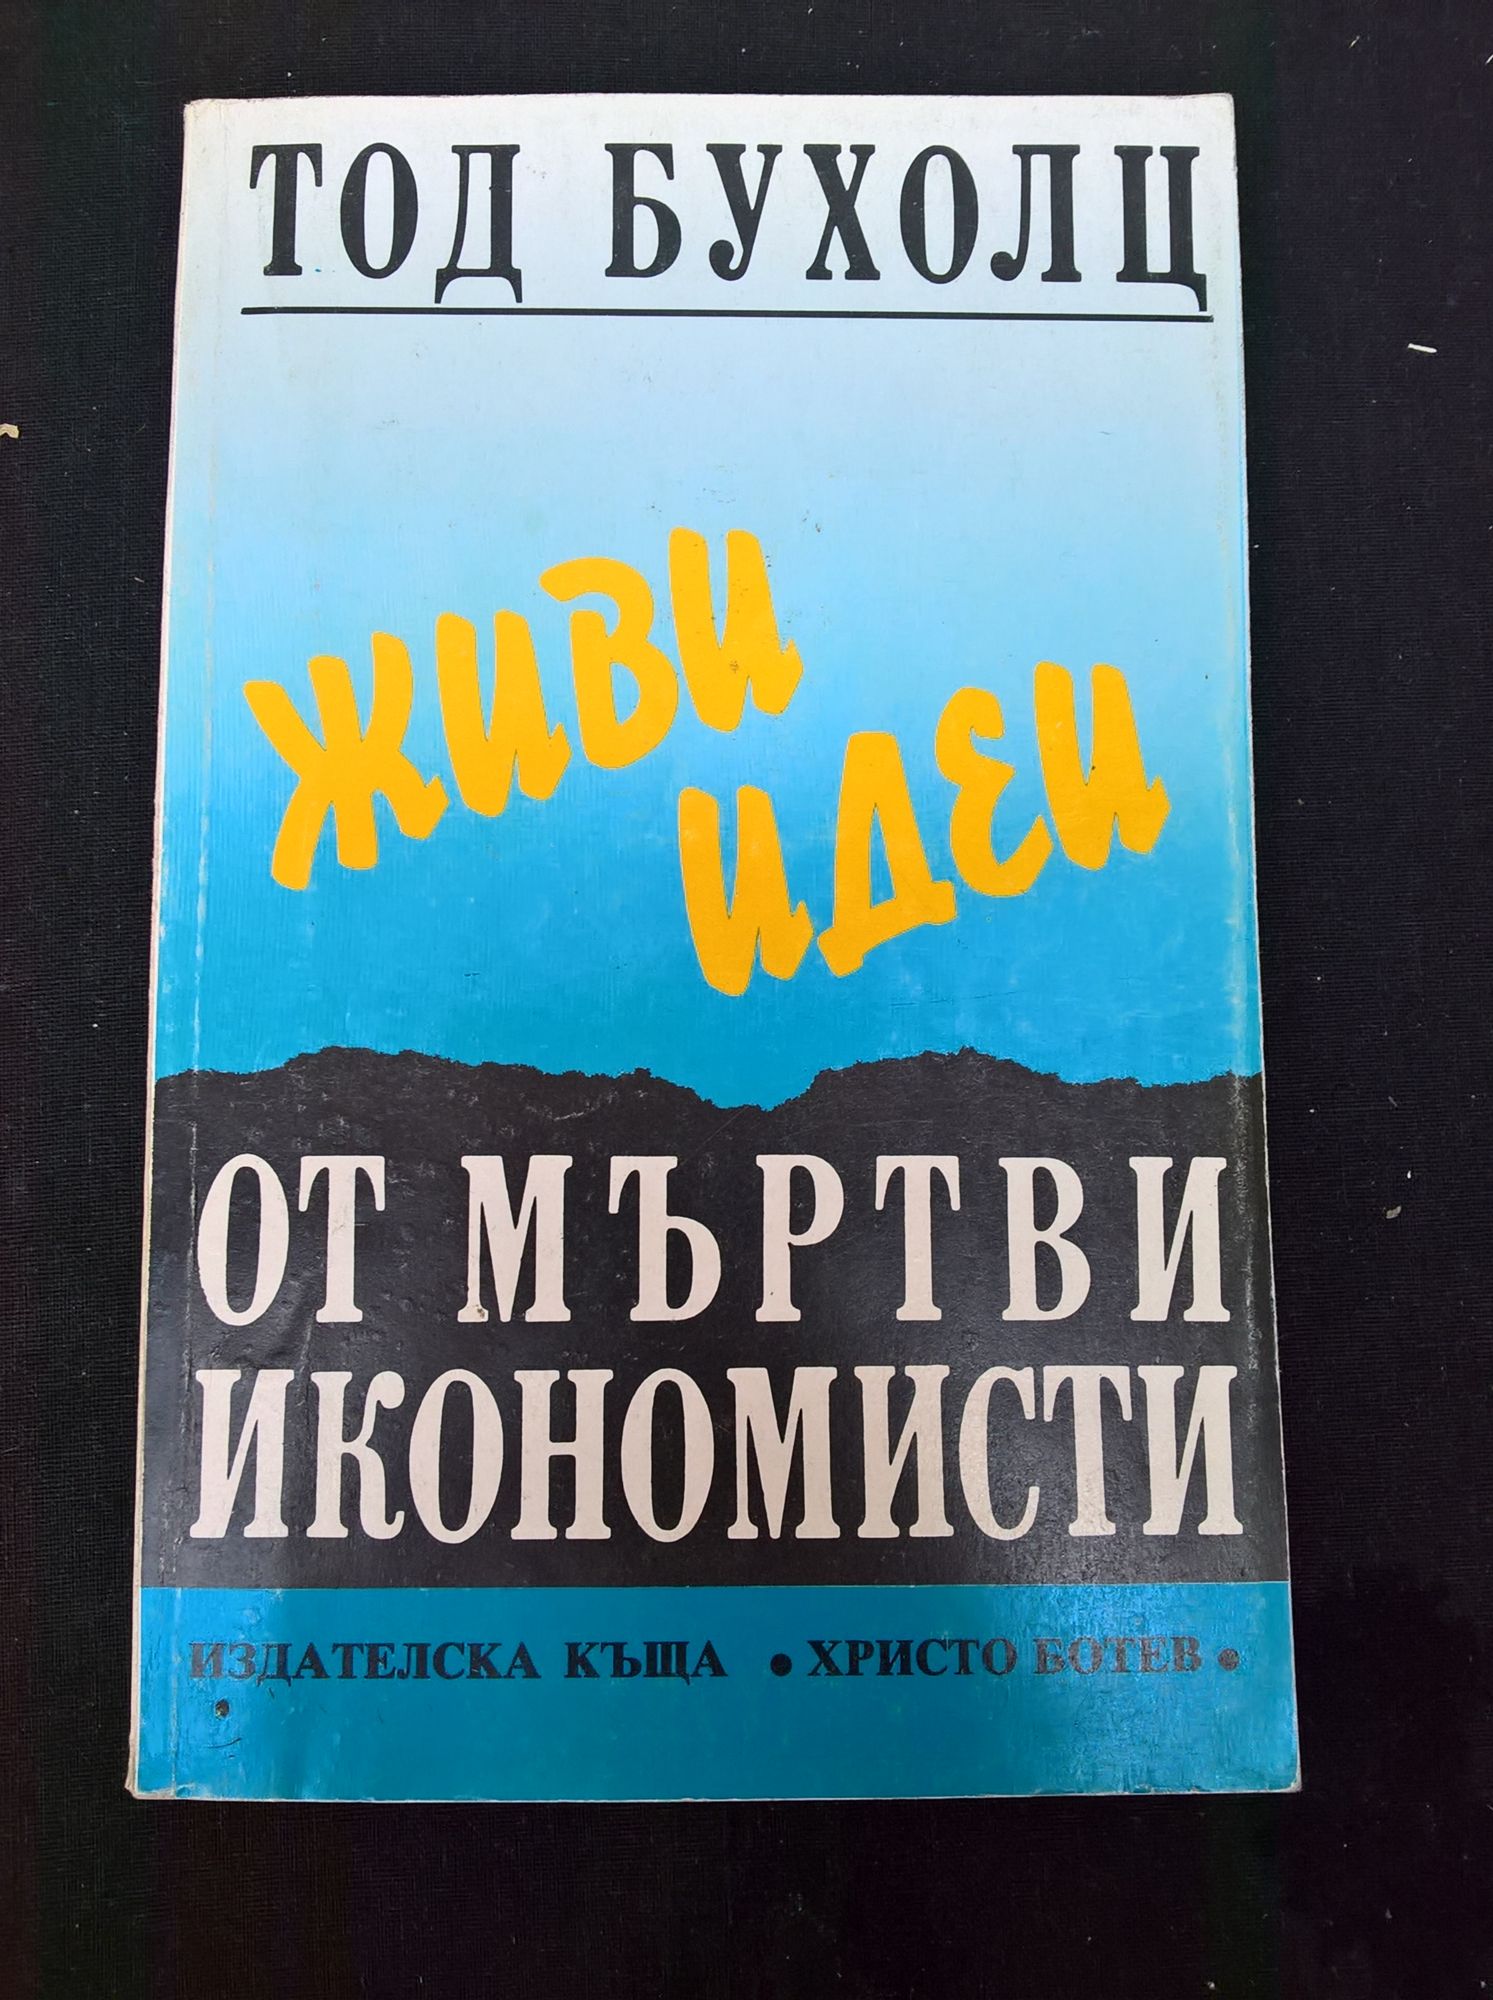 ТОД БУХОЛЦ
ЖИВИ
ИДЕИ
ОТ МЪРТВИ
ИКОНОМИСТИ
ИЗДАТЕЛСКА КЪЩА • ХРИСТО БОТЕВ •